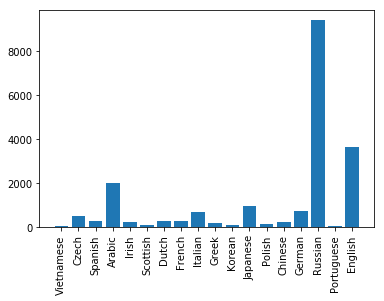 8000
6000
4000
2000
0
Vietnamese
Czech
Spanish
Arabic
Irish
Scottish
Dutch
French
Italian
Greek
Korean
Japanese
Polish
Chinese
German
Russian
Portuguese
English